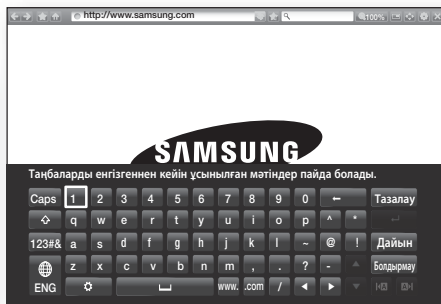 http://www.samsung.com 100%
SAMSUNG
Таңбаларды енгізгеннен кейін ұсынылған мәтіндер пайда болады.
Caps 1 2 3 4 5 6 7 8 9 0 ← Тазалау
q w e r t y u i o p ^ *
123#& a s d f g h j k l ~ @ ! Дайын
z x c v b n m , . ? - Болдырмау
ENG www. .com /